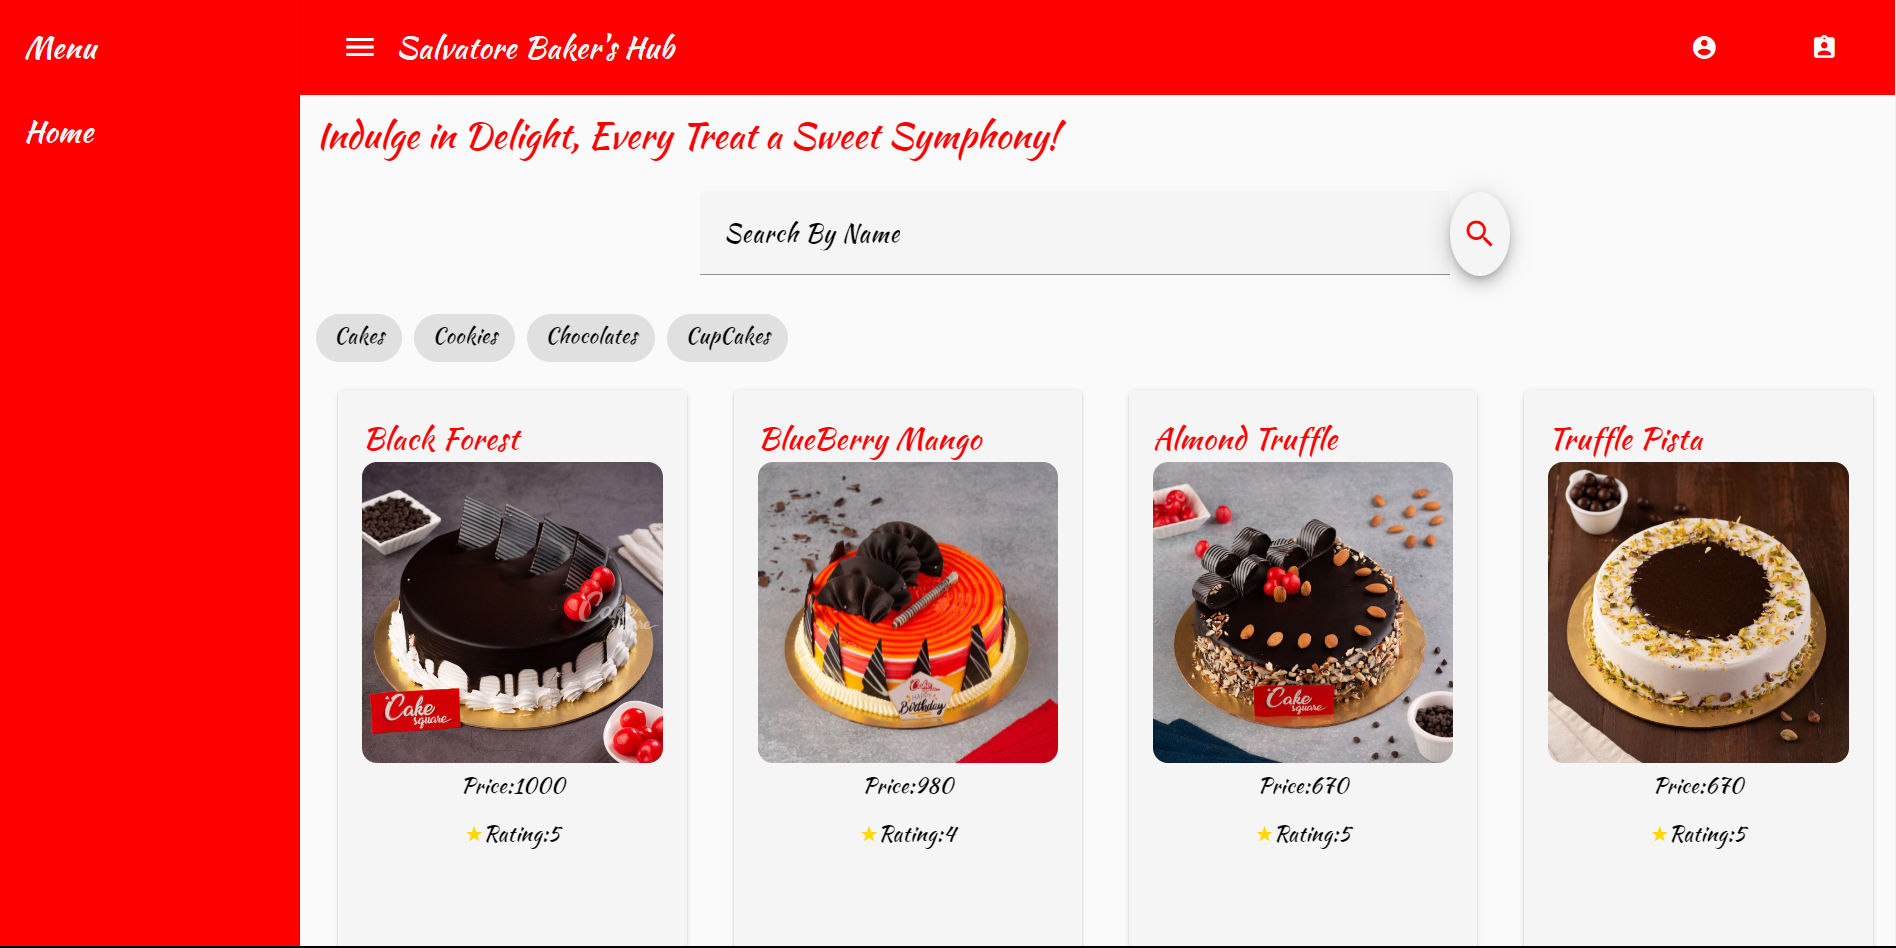 Menu
Home
Salvatore Baker's Hub
Indulge in Delight, Every Treat a Sweet Symphony!
Search By Name
Cakes
Cookies
Chocolates
CupCakes
Black Forest
Cake
square
Price:1000
★Rating:5
BlueBerry Mango
HAPPY
Birthday
Price:980
★Rating:4
Almond Truffle
Cake
square
Price:670
★Rating:5
Truffle Pista
Price:670
★Rating:5